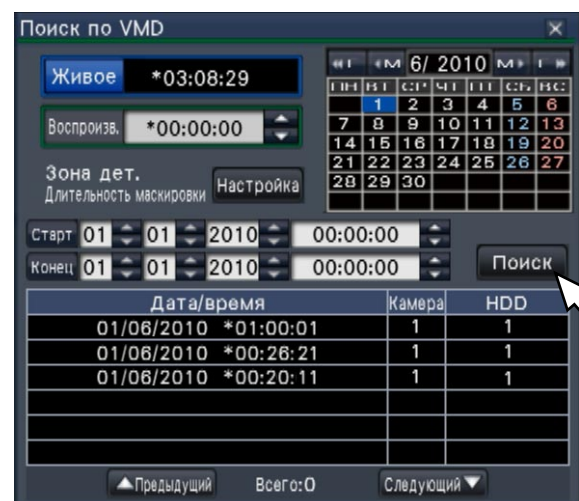 Поиск по VMD
Живое *03:08:29
Воспроизв. *00:00:00
Зона дет.
Длительность маскировки Настройка
M 6/ 2010 M
ПН ВТ СР ЧТ ПТ СБ ВС
1 2 3 4 5 6
7 8 9 10 11 12 13
14 15 16 17 18 19 20
21 22 23 24 25 26 27
28 29 30
Старт 01 01 2010 00:00:00
Конец 01 01 2010 00:00:00
Поиск
Дата/время Камера HDD
01/06/2010 *01:00:01 1 1
01/06/2010 *00:26:21 1 1
01/06/2010 *00:20:11 1 1
▲Предыдущий Всего:0 Следующий▼